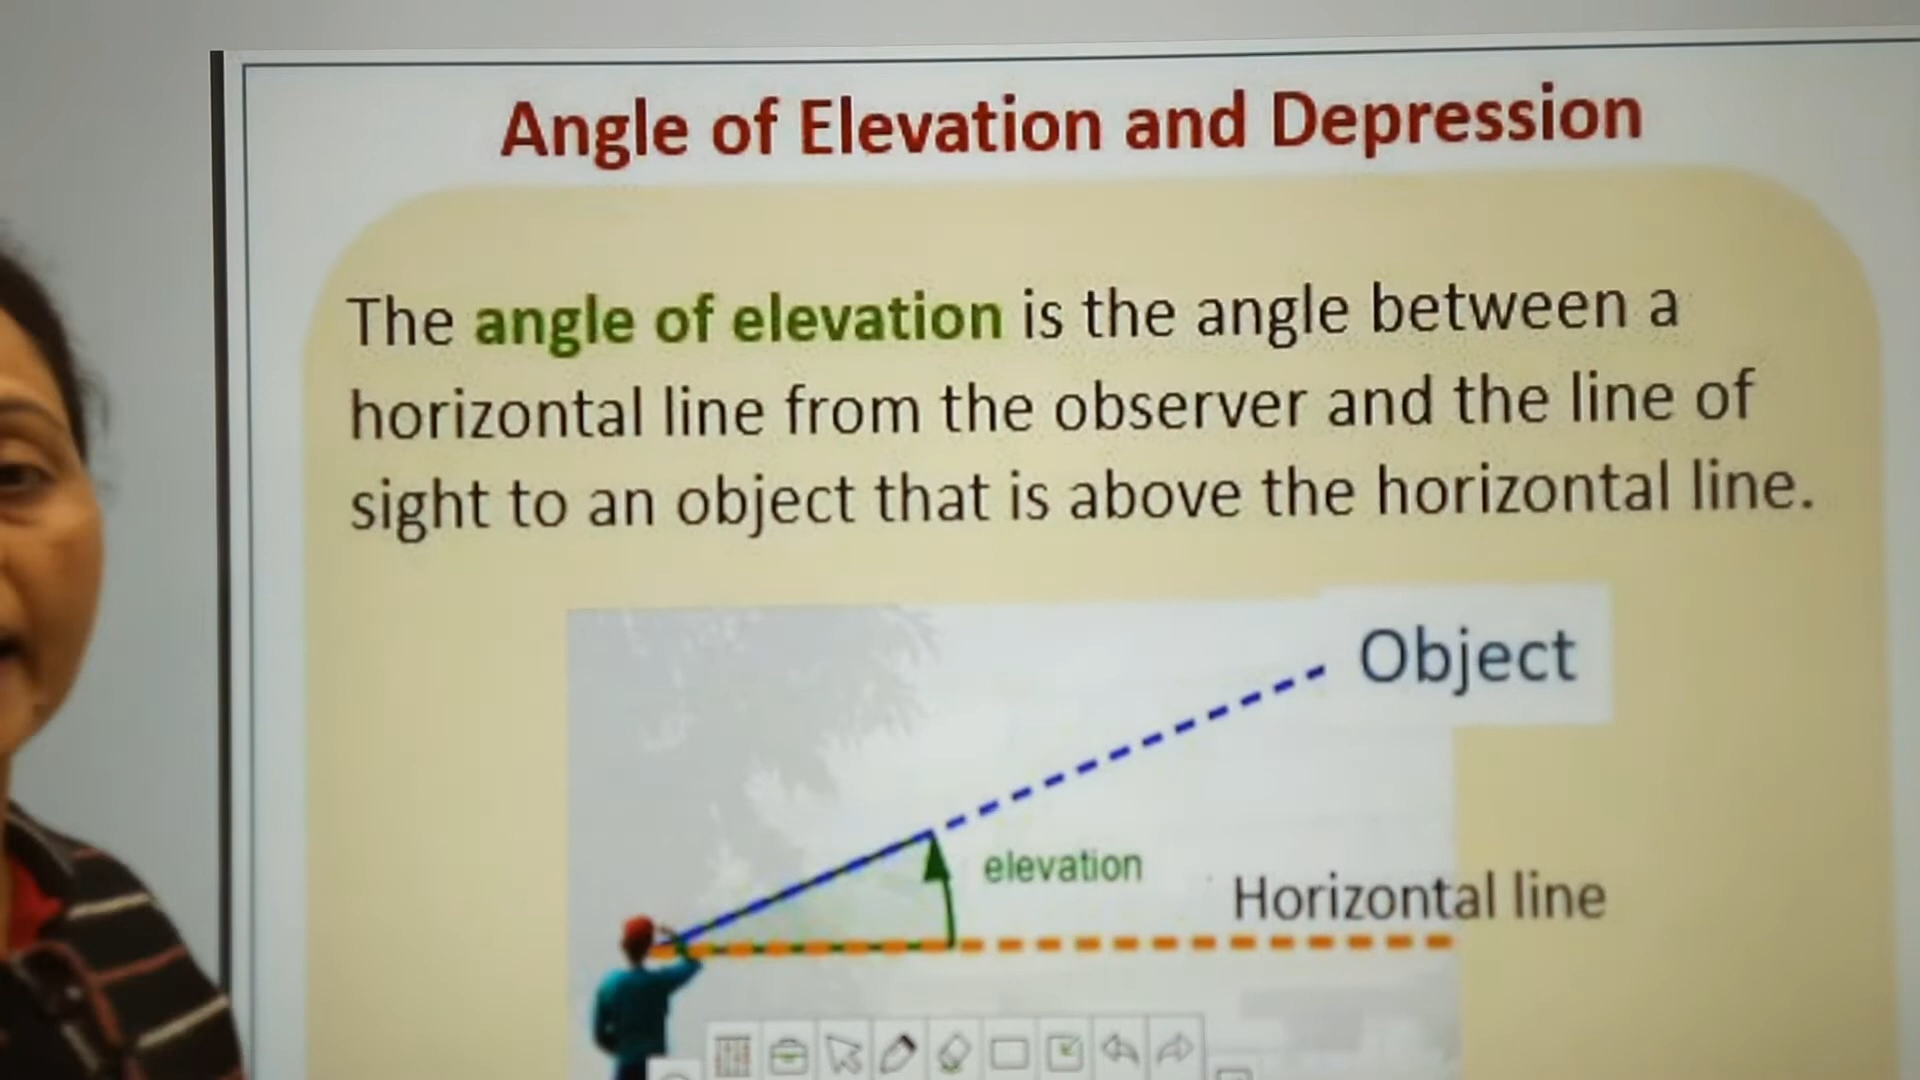 Angle of Elevation and Depression
The angle of elevation is the angle between a
horizontal line from the observer and the line of
sight to an object that is above the horizontal line.
Object
elevation
Horizontal line